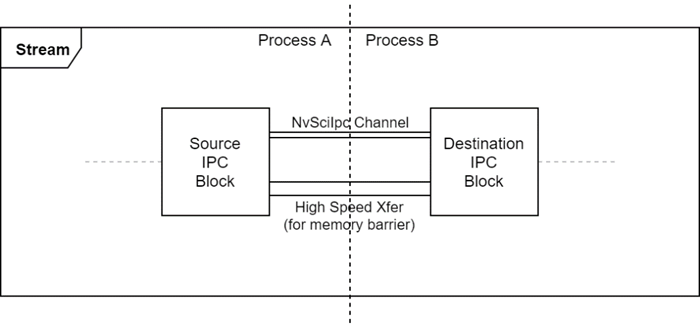 Process A
Process B
Stream
NvSciIpc Channel
Source
IPC
Block
Destination
IPC
Block
High Speed Xfer
(for memory barrier)